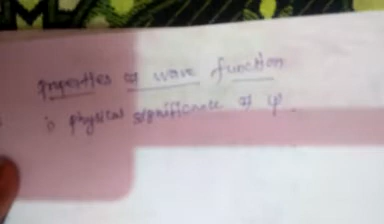 properties of wave function
i) physical significance of ψ.